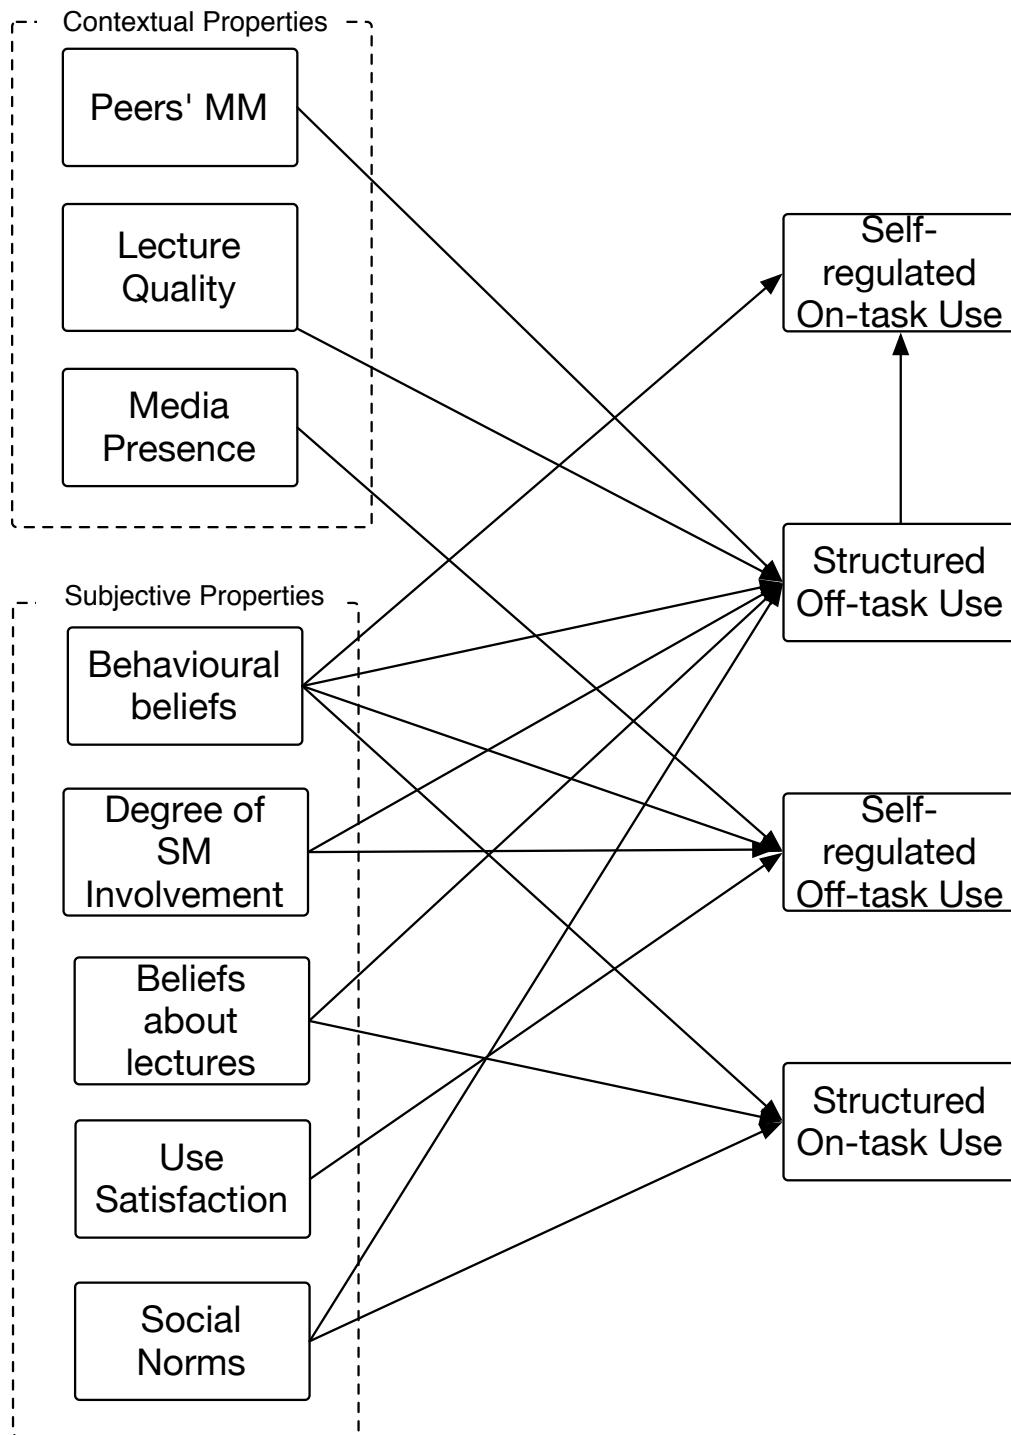 Contextual Properties
Peers' MM
Lecture
Quality
Media
Presence
Subjective Properties
Behavioural
beliefs
Degree of
SM
Involvement
Beliefs
about
lectures
Use
Satisfaction
Social
Norms
Self-
regulated
On-task Use
Structured
Off-task Use
Self-
regulated
Off-task Use
Structured
On-task Use